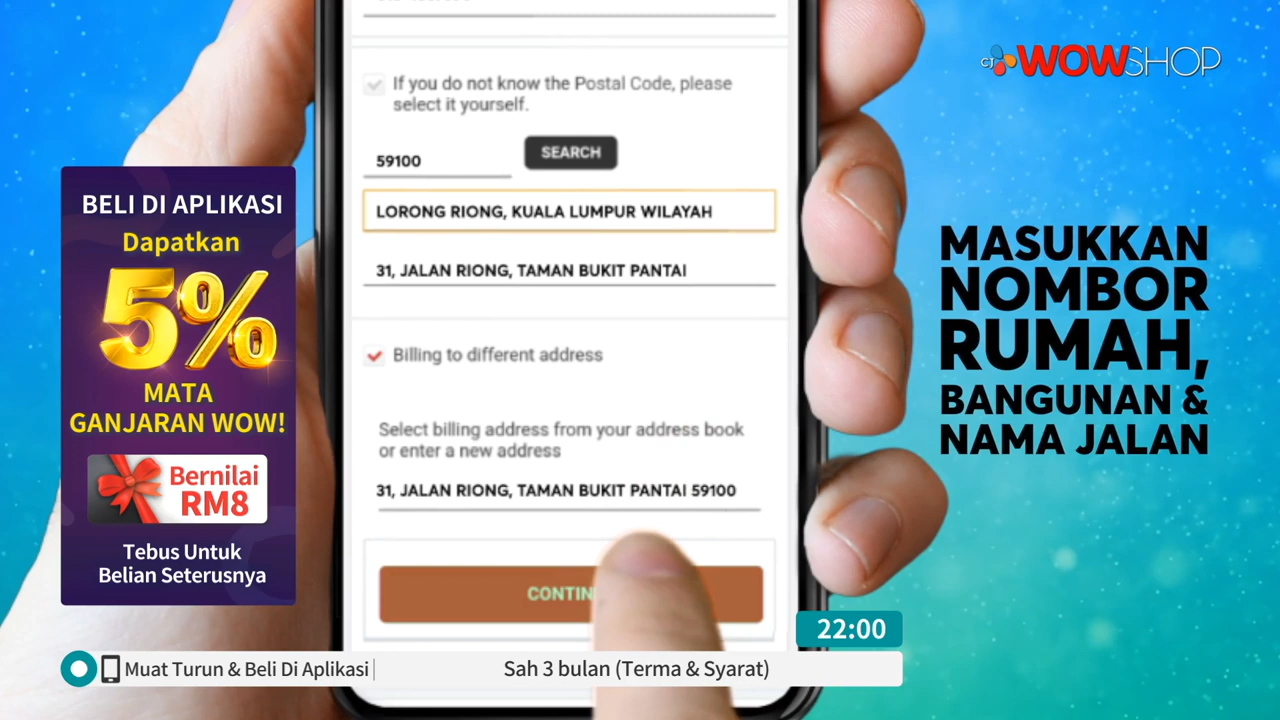 CJ WOWSHOP
If you do not know the Postal Code, please
select it yourself.
59100
SEARCH
LORONG RIONG, KUALA LUMPUR WILAYAH
31, JALAN RIONG, TAMAN BUKIT PANTAI
Billing to different address
Select billing address from your address book
or enter a new address
31, JALAN RIONG, TAMAN BUKIT PANTAI 59100
BELI DI APLIKASI
Dapatkan
5%
MATA
GANJARAN WOW!
Bernilai
RM8
Tebus Untuk
Belian Seterusnya
MASUKKAN
NOMBOR
RUMAH,
BANGUNAN &
NAMA JALAN
CONTIN
22:00
Muat Turun & Beli Di Aplikasi
Sah 3 bulan (Terma & Syarat)